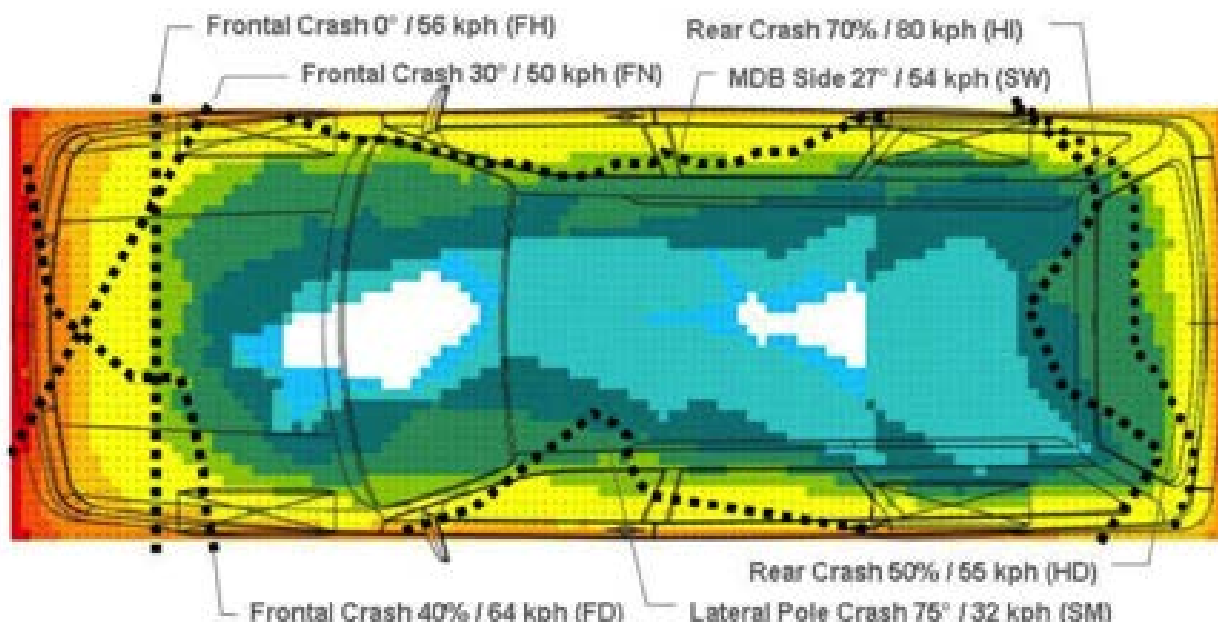 Frontal Crash 0° / 56 kph (FH)
Rear Crash 70% / 80 kph (HI)
Frontal Crash 30° / 50 kph (FN)
MDB Side 27° / 54 kph (SW)
Rear Crash 50% / 55 kph (HD)
Frontal Crash 40% / 64 kph (FD)
Lateral Pole Crash 75° / 32 kph (SM)